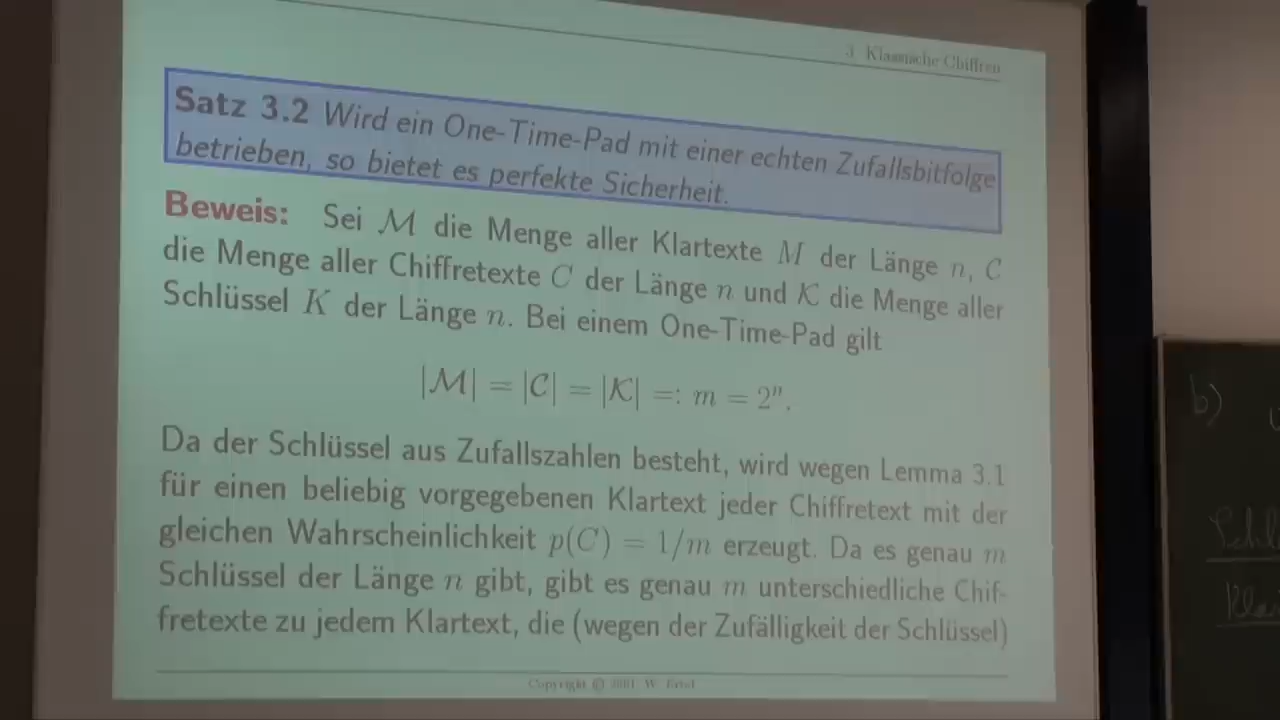 3 Klassische Chiffren
Satz 3.2 Wird ein One-Time-Pad mit einer echten Zufallsbitfolge
betrieben, so bietet es perfekte Sicherheit.
Beweis: Sei ℳ die Menge aller Klartexte M der Länge n, 𝒞
die Menge aller Chiffretexte C der Länge n und 𝒦 die Menge aller
Schlüssel K der Länge n. Bei einem One-Time-Pad gilt
|ℳ| = |𝒞| = |𝒦| =: m = 2ⁿ.
Da der Schlüssel aus Zufallszahlen besteht, wird wegen Lemma 3.1
für einen beliebig vorgegebenen Klartext jeder Chiffretext mit der
gleichen Wahrscheinlichkeit p(C) = 1/m erzeugt. Da es genau m
Schlüssel der Länge n gibt, gibt es genau m unterschiedliche Chif-
fretexte zu jedem Klartext, die (wegen der Zufälligkeit der Schlüssel)
Copyright © 2001, W. Ertel
b)